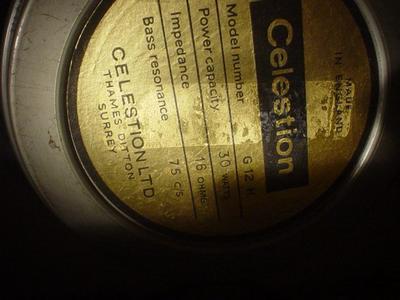 MADE
IN ENGLAND
Celestion
Model number G12 H
Power capacity 30 WATTS
Impedance 16 OHMS
Bass resonance 75 C/S
CELESTION LTD
THAMES DITTON
SURREY